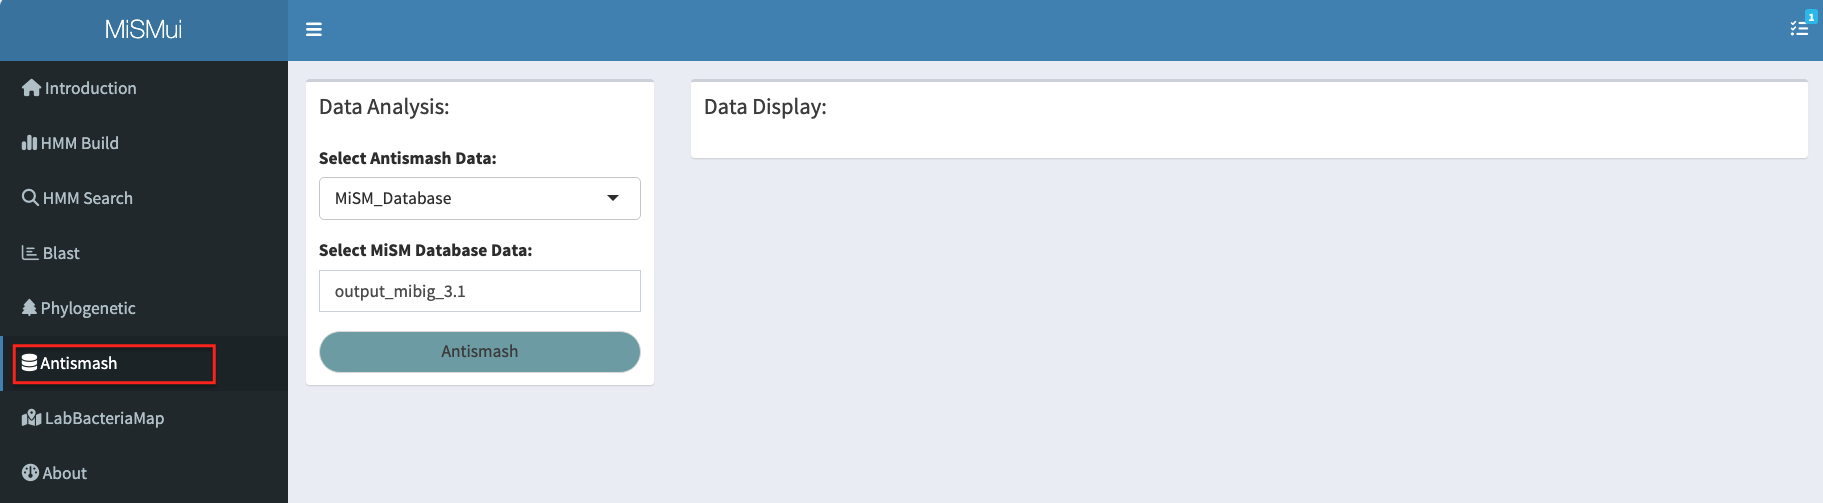 MiSMui
1
Introduction
HMM Build
HMM Search
Blast
Phylogenetic
Antismash
LabBacteriaMap
About
Data Analysis:
Select Antismash Data:
MiSM_Database
Select MiSM Database Data:
output_mibig_3.1
Antismash
Data Display: